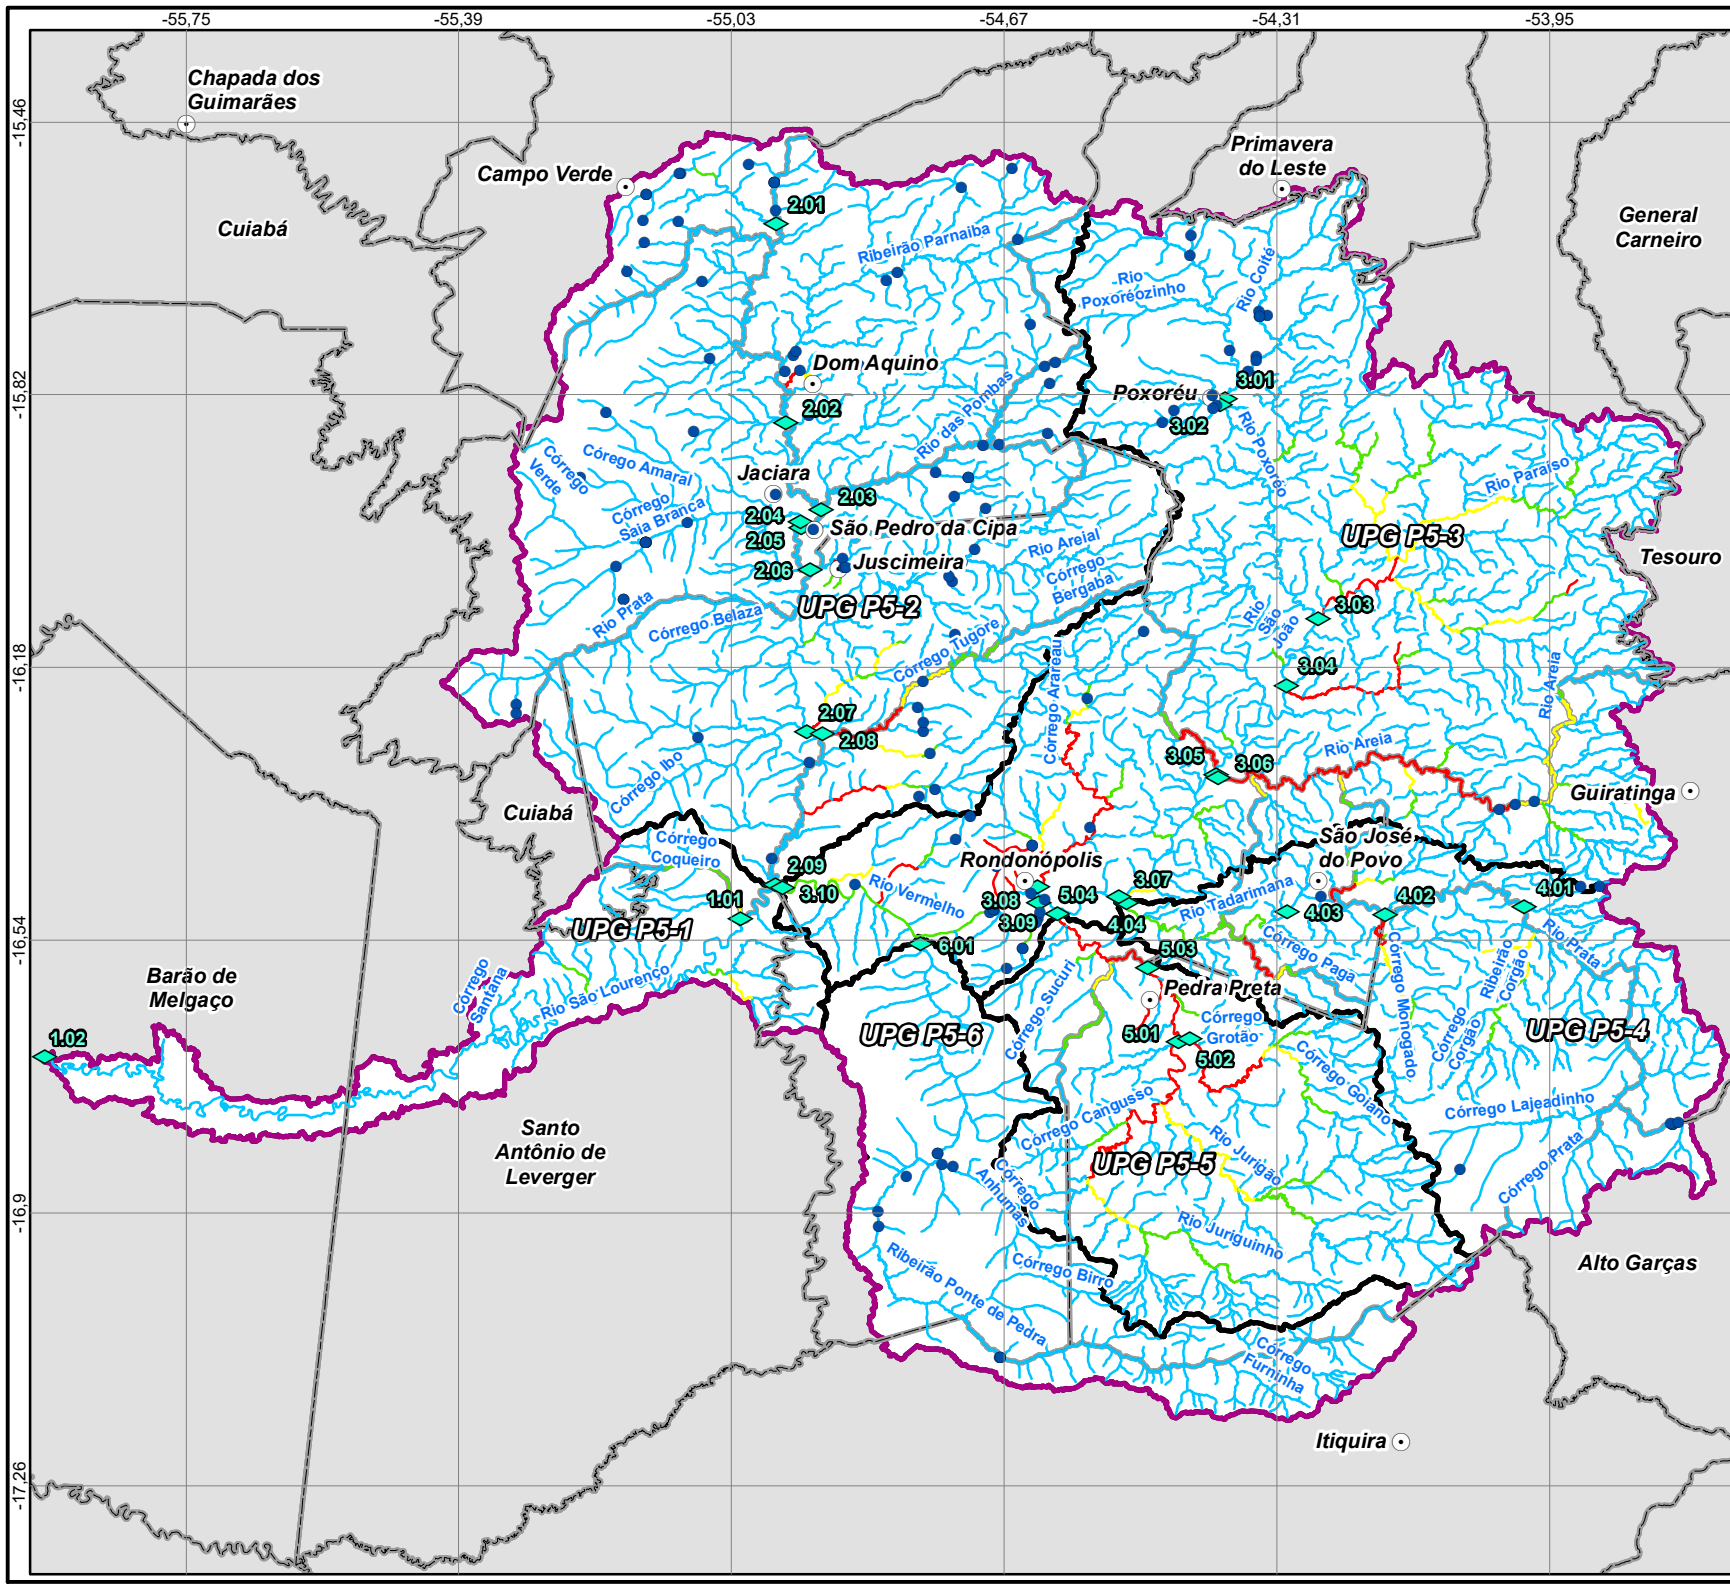 -55,75
-55,39
-55,03
-54,67
-54,31
-53,95
-15,46
-15,82
-16,18
-16,54
-16,9
-17,26
Chapada dos
Guimarães
Campo Verde
Primavera
do Leste
Cuiabá
General
Carneiro
2.01
Ribeirão Parnaiba
Rio
Poxoréozinho
Rio Coité
Dom Aquino
2.02
Poxoréu
3.01
3.02
Rio Poxoréo
Rio das Pombas
Córego Amaral
Córrego
Verde
Córrego
Saia Branca
Jaciara
2.03
2.04
2.05
São Pedro da Cipa
2.06
Juscimeira
Rio Areial
Córrego
Bergaba
Rio Paraíso
UPG P5-3
Tesouro
UPG P5-2
Rio Prata
Córrego Belaza
Córrego Tugore
Rio
São
João
3.03
3.04
Córrego Arareau
Rio Areia
2.07
2.08
Rio Areia
3.05
3.06
Córrego Ibo
Guiratinga
Cuiabá
Córrego
Coqueiro
São José
do Povo
Rondonópolis
2.09
3.10
Rio Vermelho
1.01
3.08
3.09
5.04
3.07
4.04
Rio Tadarimana
4.03
4.02
4.01
UPG P5-1
6.01
5.03
Córrego Paga
Rio Prata
Ribeirão
Corgão
Córrego
Corgão
Córrego Monogado
Barão de
Melgaço
Córrego
Santana
Rio São Lourenço
Córrego Sucuri
Pedra Preta
UPG P5-6
Córrego
Grotão
5.01
5.02
UPG P5-4
1.02
Córrego Goiano
Córrego Lajeadinho
Santo
Antônio de
Leverger
Córrego Cangusso
Rio Jurigão
UPG P5-5
Córrego Prata
Córrego
Anhumas
Rio Juriguinho
Ribeirão Ponte de Pedra
Córrego Birro
Alto Garças
Córrego
Furninha
Itiquira